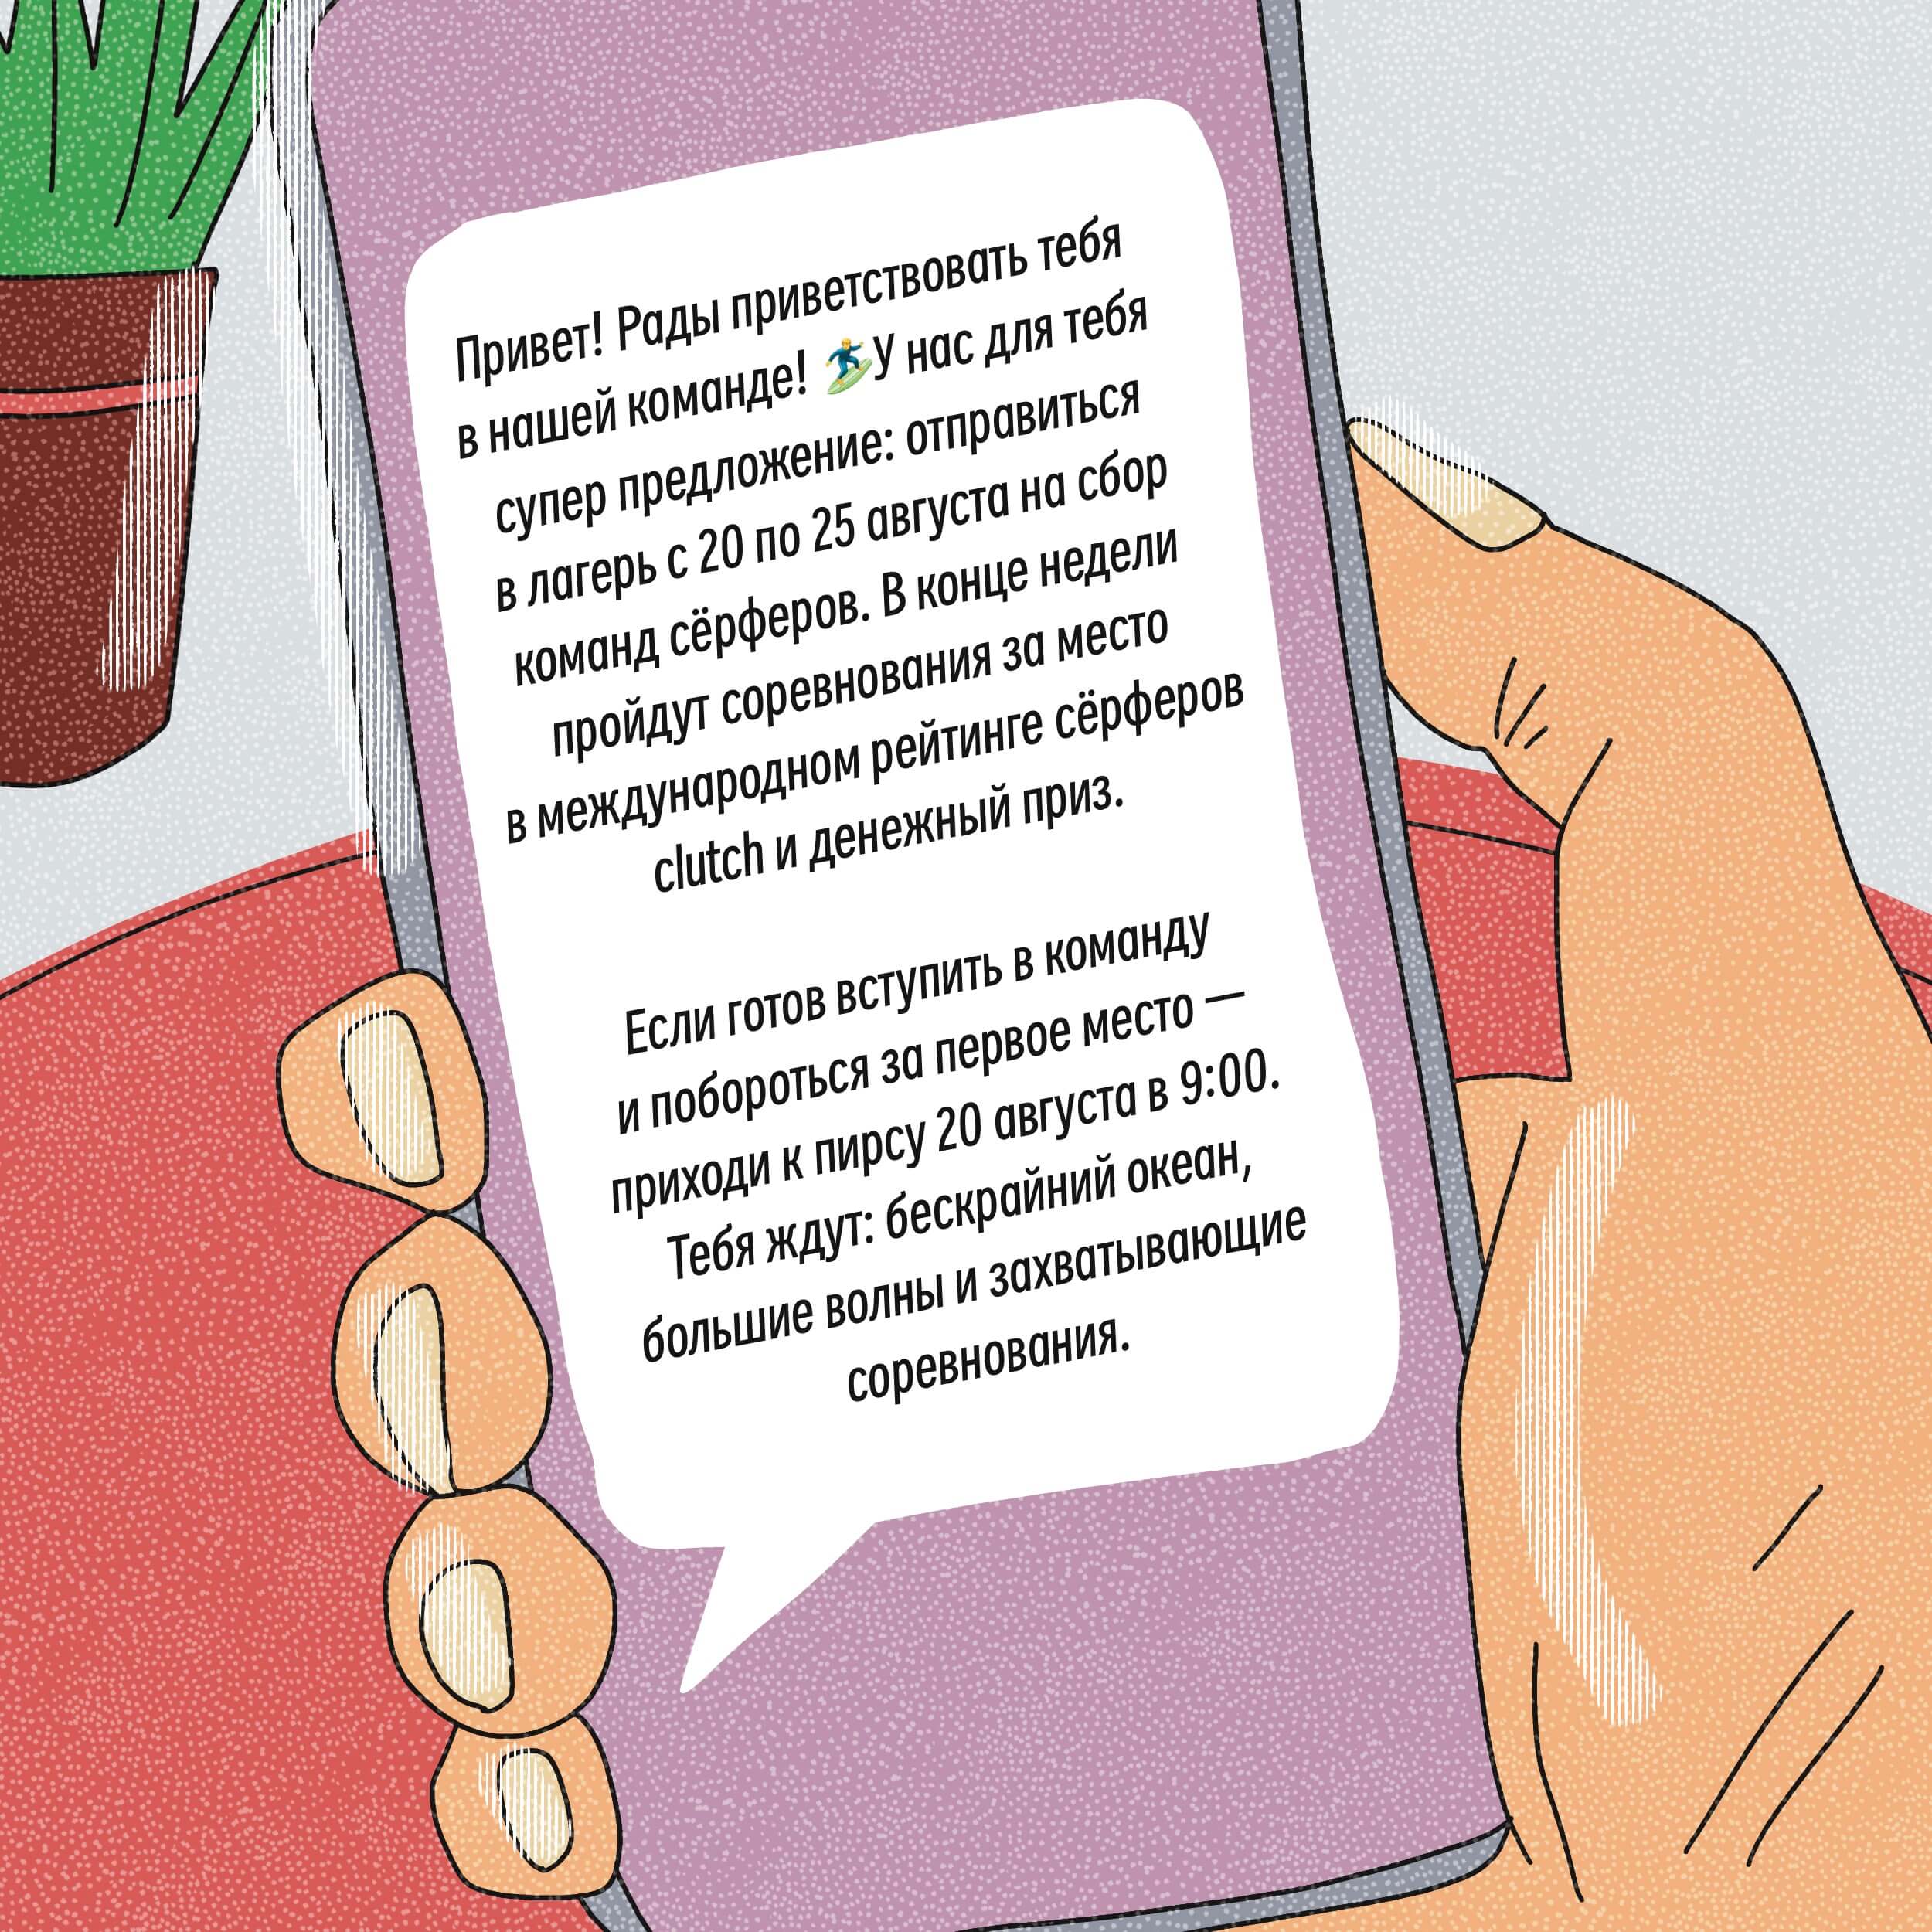 Привет! Рады приветствовать тебя
в нашей команде! 🏄У нас для тебя
супер предложение: отправиться
в лагерь с 20 по 25 августа на сбор
команд сёрферов. В конце недели
пройдут соревнования за место
в международном рейтинге сёрферов
clutch и денежный приз.
Если готов вступить в команду
и побороться за первое место —
приходи к пирсу 20 августа в 9:00.
Тебя ждут: бескрайний океан,
большие волны и захватывающие
соревнования.